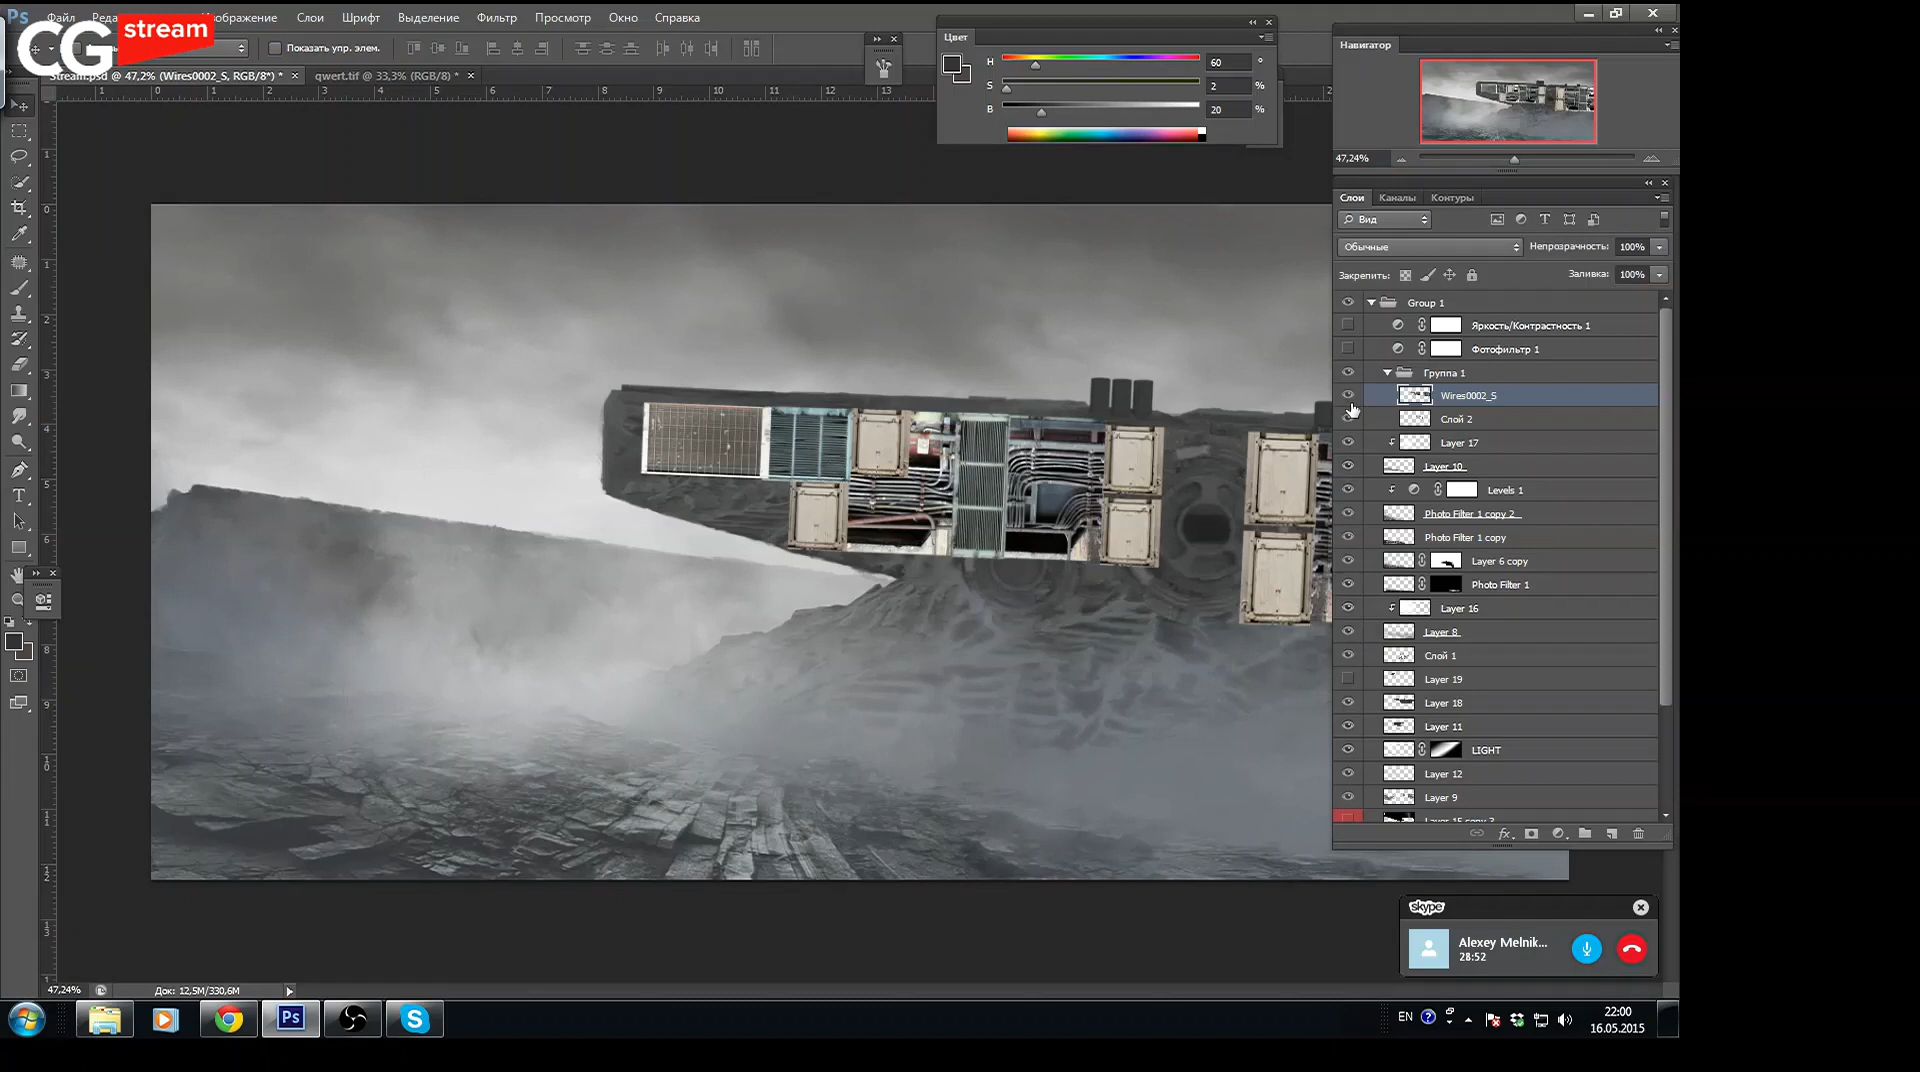 Ps Файл Реда Изображение Слои Шрифт Выделение Фильтр Просмотр Окно Справка
CG stream
Показать упр. элем.
Stream.psd @ 47,2% (Wires0002_S, RGB/8*) *
qwert.tif @ 33,3% (RGB/8) *
Цвет
H 60 °
S 2 %
B 20 %
Навигатор
47,24%
Слои Каналы Контуры
Вид
Обычные Непрозрачность: 100%
Закрепить: Заливка: 100%
Group 1
Яркость/Контрастность 1
Фотофильтр 1
Группа 1
Wires0002_S
Слой 2
Layer 17
Layer 10
Levels 1
Photo Filter 1 copy 2
Photo Filter 1 copy
Layer 6 copy
Photo Filter 1
Layer 16
Layer 8
Слой 1
Layer 19
Layer 18
Layer 11
LIGHT
Layer 12
Layer 9
Layer 15 copy 3
skype
Alexey Melnik...
28:52
47,24% Док: 12,5M/330,6M
EN
22:00
16.05.2015